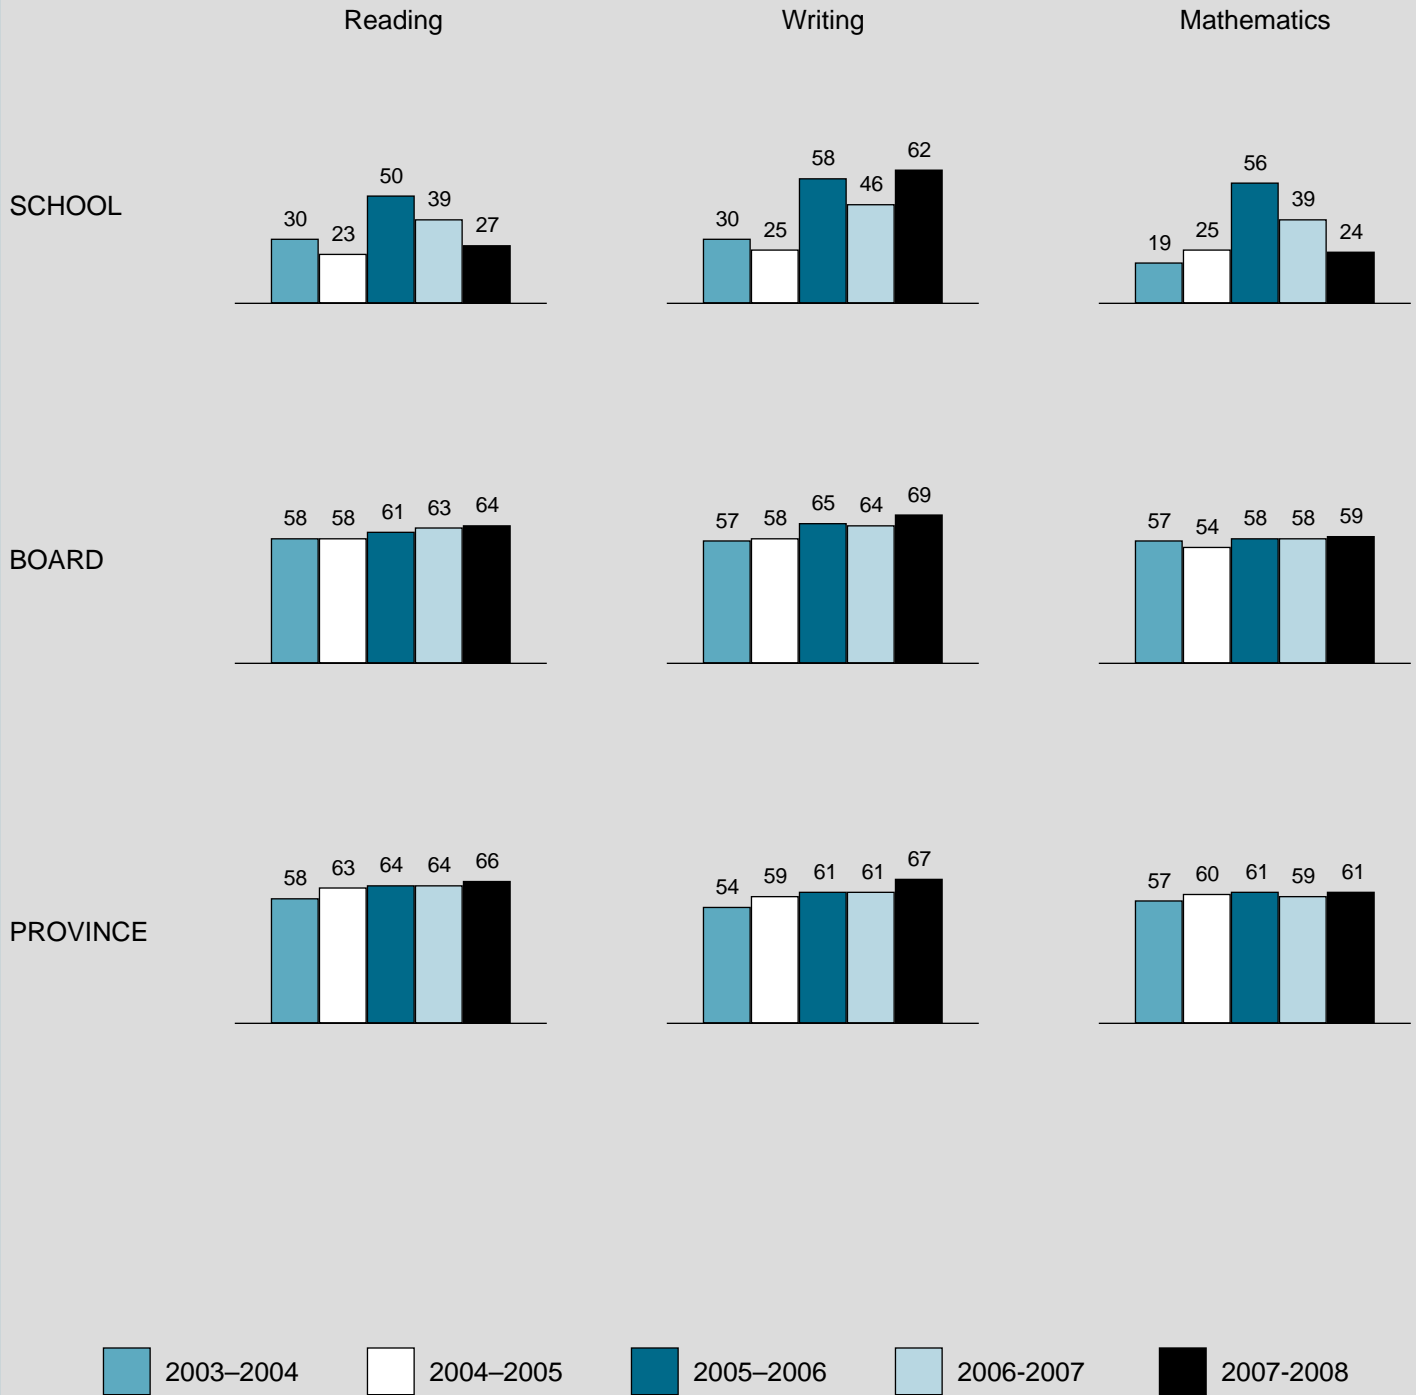 Reading Writing Mathematics
SCHOOL
30 23 50 39 27
30 25 58 46 62
19 25 56 39 24
BOARD
58 58 61 63 64
57 58 65 64 69
57 54 58 58 59
PROVINCE
58 63 64 64 66
54 59 61 61 67
57 60 61 59 61
2003–2004 2004–2005 2005–2006 2006-2007 2007-2008